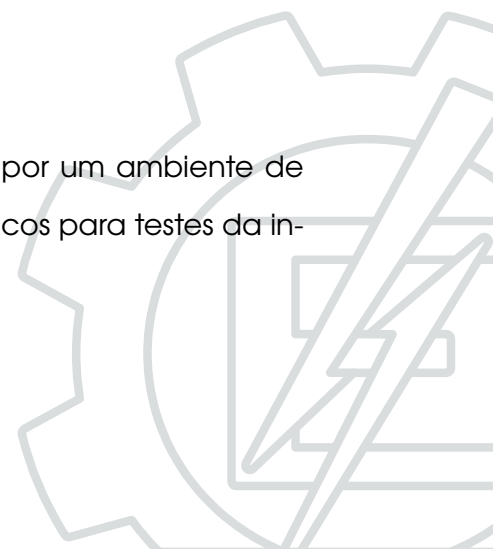 por um ambiente de
cos para testes da in-